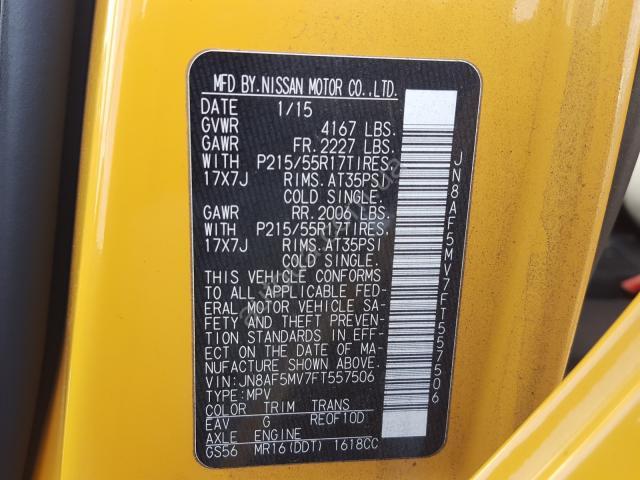 MFD BY.NISSAN MOTOR CO.,LTD.
DATE 1/15
GVWR 4167 LBS.
GAWR FR. 2227 LBS.
WITH P215/55R17TIRES.
17X7J RIMS. AT35PSI
COLD SINGLE.
GAWR RR. 2006 LBS.
WITH P215/55R17TIRES.
17X7J RIMS. AT35PSI
COLD SINGLE.
THIS VEHICLE CONFORMS
TO ALL APPLICABLE FED-
ERAL MOTOR VEHICLE SA-
FETY AND THEFT PREVEN-
TION STANDARDS IN EFF-
ECT ON THE DATE OF MA-
NUFACTURE SHOWN ABOVE.
VIN:JN8AF5MV7FT557506
TYPE:MPV
COLOR TRIM TRANS
EAV G RE0FT0D
AXLE ENGINE
GS56 MR16(DDT) 1618CC
JN8AF5MV7FT557506